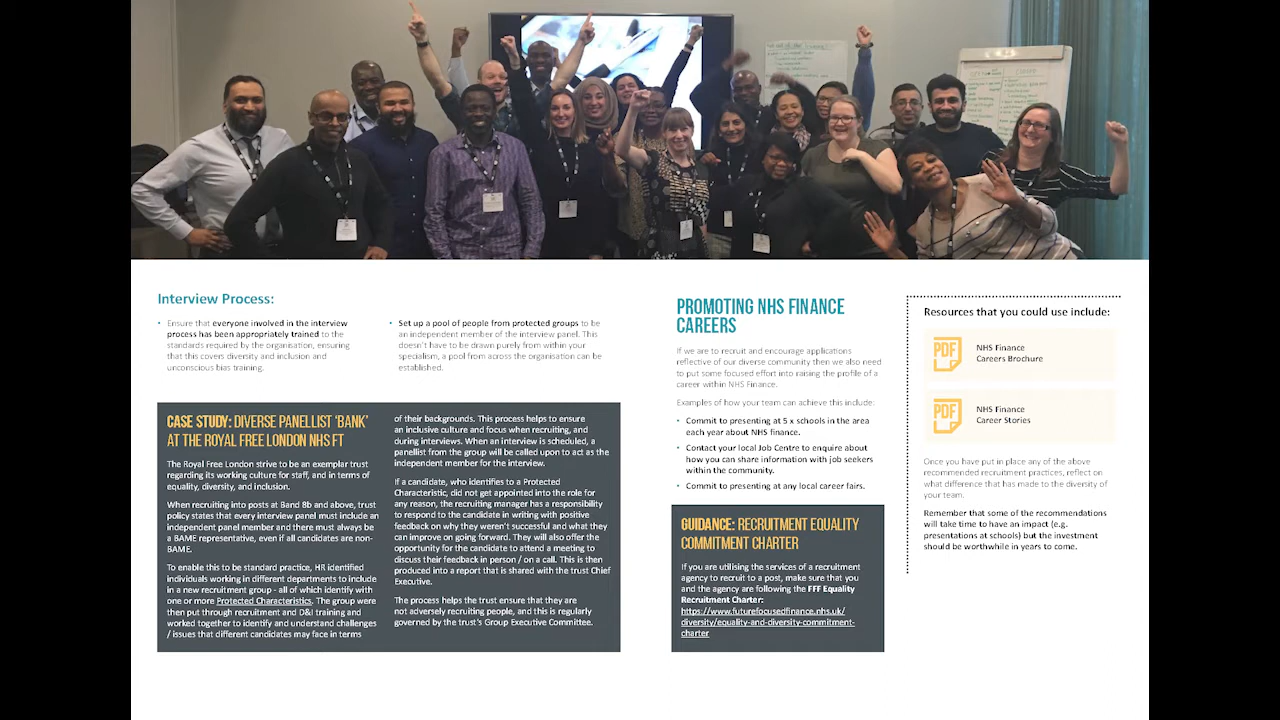 Interview Process:
• Ensure that everyone involved in the interview
process has been appropriately trained to the
standards required by the organisation, ensuring
that this covers diversity and inclusion and
unconscious bias training.
• Set up a pool of people from protected groups to be
an independent member of the interview panel. This
doesn't have to be drawn purely from within your
specialism, a pool from across the organisation can be
established.
CASE STUDY: DIVERSE PANELLIST 'BANK'
AT THE ROYAL FREE LONDON NHS FT
The Royal Free London strive to be an exemplar trust
regarding its working culture for staff, and in terms of
equality, diversity, and inclusion.
When recruiting into posts at Band 8b and above, trust
policy states that every interview panel must include an
independent panel member and there must always be
a BAME representative, even if all candidates are non-
BAME.
To enable this to be standard practice, HR identified
individuals working in different departments to include
in a new recruitment group - all of which identify with
one or more Protected Characteristics. The group were
then put through recruitment and D&I training and
worked together to identify and understand challenges
/ issues that different candidates may face in terms
of their backgrounds. This process helps to ensure
an inclusive culture and focus when recruiting, and
during interviews. When an interview is scheduled, a
panellist from the group will be called upon to act as the
independent member for the interview.
If a candidate, who identifies to a Protected
Characteristic, did not get appointed into the role for
any reason, the recruiting manager has a responsibility
to respond to the candidate in writing with positive
feedback on why they weren't successful and what they
can improve on going forward. They will also offer the
opportunity for the candidate to attend a meeting to
discuss their feedback in person / on a call. This is then
produced into a report that is shared with the trust Chief
Executive.
The process helps the trust ensure that they are
not adversely recruiting people, and this is regularly
governed by the trust's Group Executive Committee.
PROMOTING NHS FINANCE
CAREERS
If we are to recruit and encourage applications
reflective of our diverse community then we also need
to put some focused effort into raising the profile of a
career within NHS Finance.
Examples of how your team can achieve this include:
• Commit to presenting at 5 x schools in the area
each year about NHS finance.
• Contact your local Job Centre to enquire about
how you can share information with job seekers
within the community.
• Commit to presenting at any local career fairs.
GUIDANCE: RECRUITMENT EQUALITY
COMMITMENT CHARTER
If you are utilising the services of a recruitment
agency to recruit to a post, make sure that you
and the agency are following the FFF Equality
Recruitment Charter:
https://www.futurefocusedfinance.nhs.uk/
diversity/equality-and-diversity-commitment-
charter
Resources that you could use include:
PDF
NHS Finance
Careers Brochure
PDF
NHS Finance
Career Stories
Once you have put in place any of the above
recommended recruitment practices, reflect on
what difference that has made to the diversity of
your team.
Remember that some of the recommendations
will take time to have an impact (e.g.
presentations at schools) but the investment
should be worthwhile in years to come.